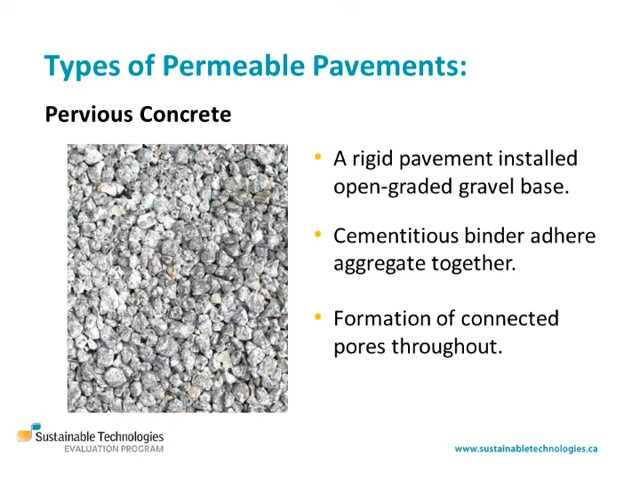 Types of Permeable Pavements:
Pervious Concrete
• A rigid pavement installed
open-graded gravel base.
• Cementitious binder adhere
aggregate together.
• Formation of connected
pores throughout.
Sustainable Technologies
EVALUATION PROGRAM
www.sustainabletechnologies.ca